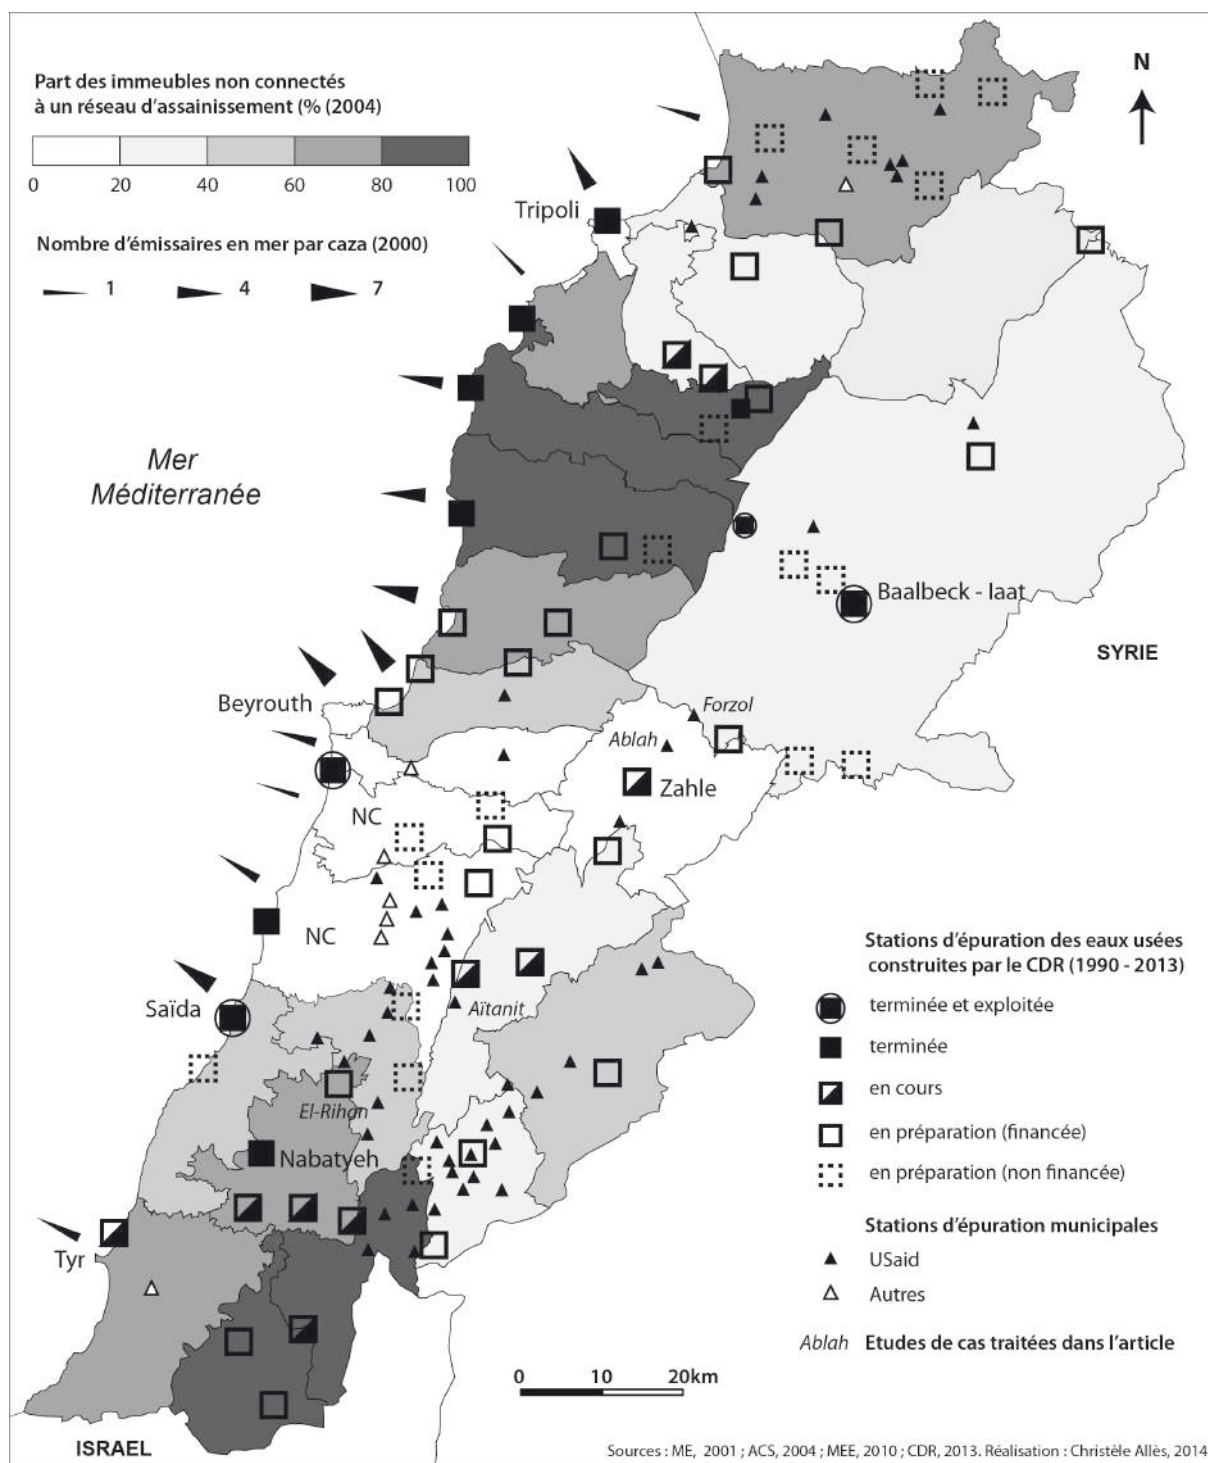 Part des immeubles non connectés
à un réseau d'assainissement (% (2004)
0 20 40 60 80 100
Nombre d'émissaires en mer par caza (2000)
1 4 7
N
Tripoli
Mer
Méditerranée
Baalbeck - Iaat
SYRIE
Beyrouth
Forzol
Ablah
Zahle
NC
NC
Saïda
Aïtanit
El-Rihan
Nabatyeh
Tyr
ISRAEL
Stations d'épuration des eaux usées
construites par le CDR (1990 - 2013)
terminée et exploitée
terminée
en cours
en préparation (financée)
en préparation (non financée)
Stations d'épuration municipales
USaid
Autres
Ablah Etudes de cas traitées dans l'article
0 10 20km
Sources : ME, 2001 ; ACS, 2004 ; MEE, 2010 ; CDR, 2013. Réalisation : Christèle Allès, 2014